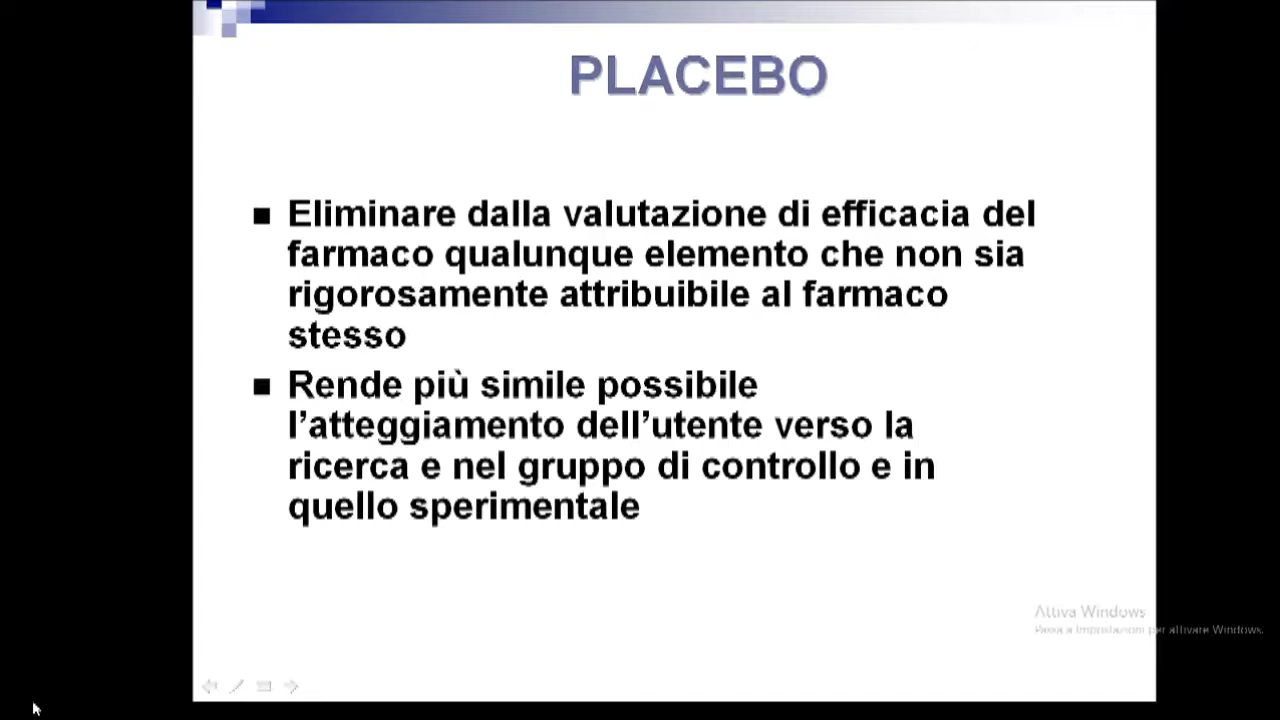 PLACEBO
Eliminare dalla valutazione di efficacia del
farmaco qualunque elemento che non sia
rigorosamente attribuibile al farmaco
stesso
Rende più simile possibile
l’atteggiamento dell’utente verso la
ricerca e nel gruppo di controllo e in
quello sperimentale
Attiva Windows
Passa a Impostazioni per attivare Windows.